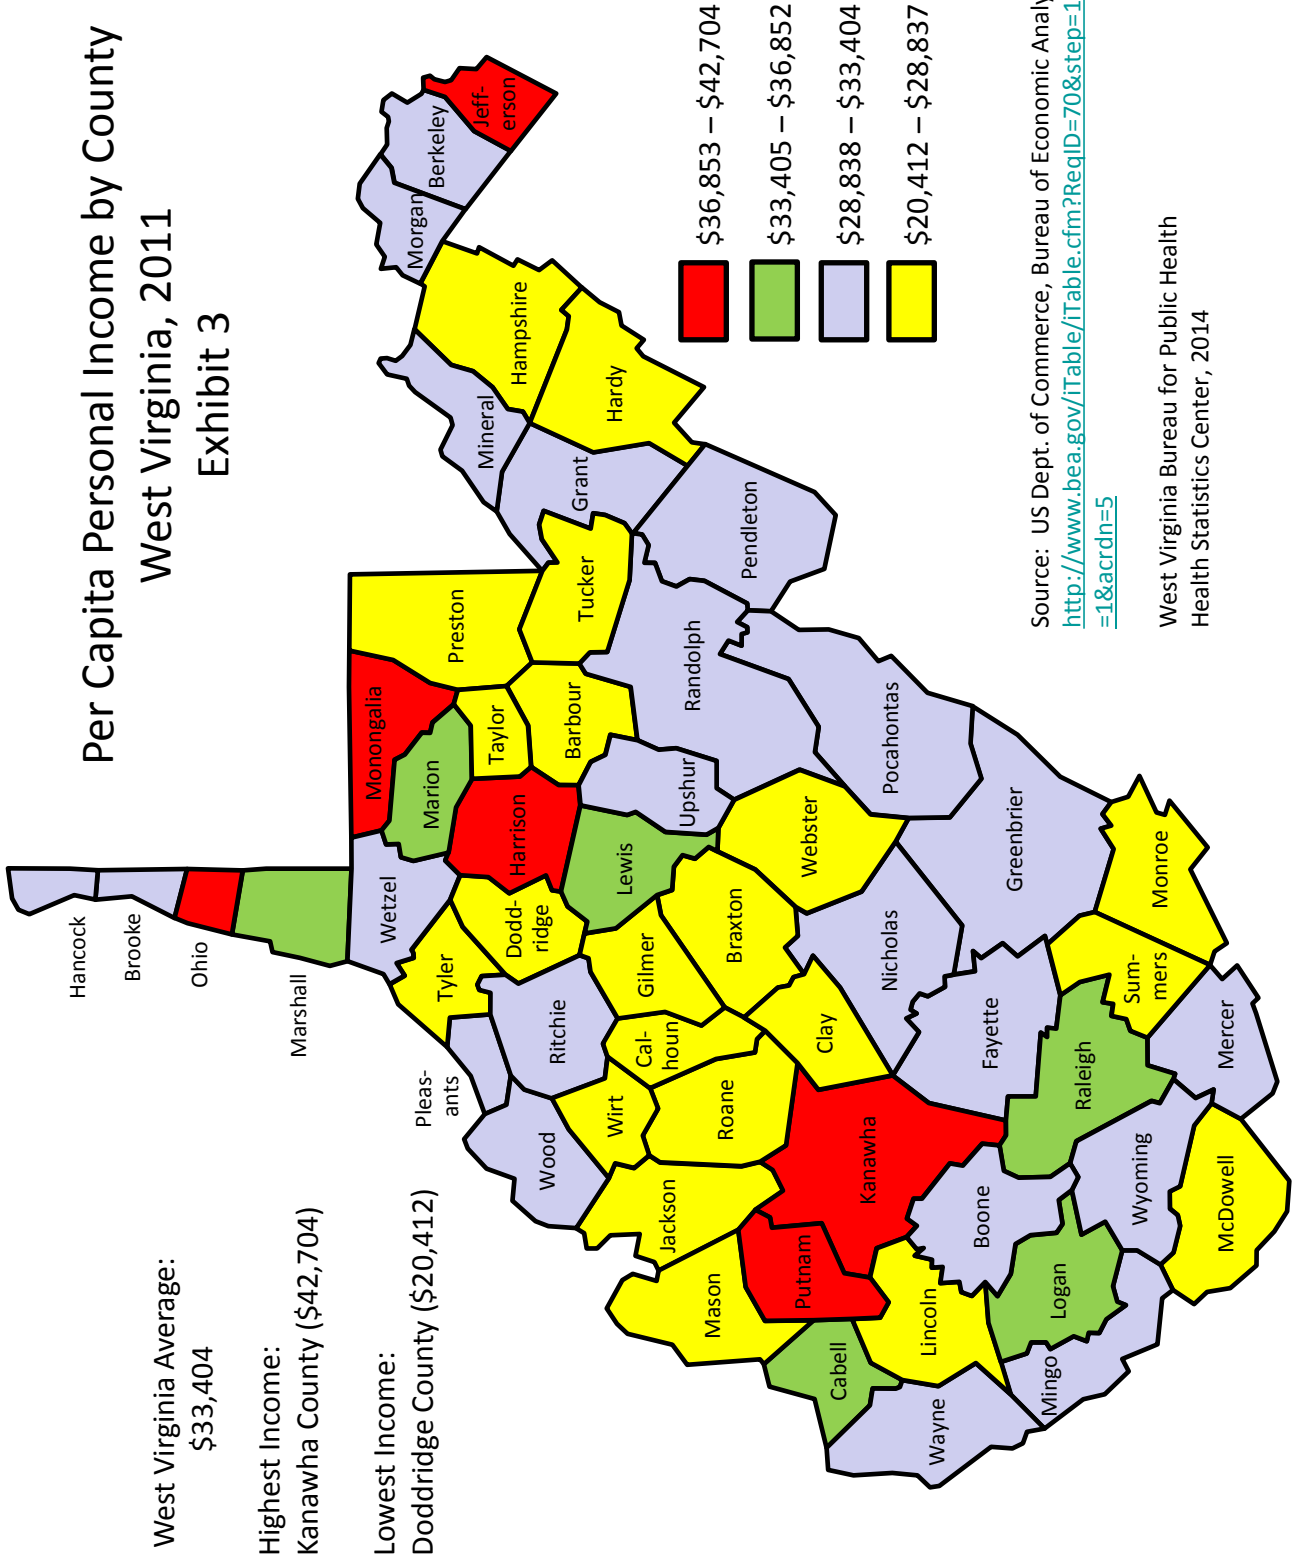 Per Capita Personal Income by County
West Virginia, 2011
Exhibit 3
West Virginia Average:
$33,404
Highest Income:
Kanawha County ($42,704)
Lowest Income:
Doddridge County ($20,412)
Hancock
Brooke
Ohio
Marshall
Pleas-
ants
Wetzel
Tyler
Dodd-
ridge
Ritchie
Wood
Wirt
Cal-
houn
Gilmer
Monongalia
Marion
Harrison
Taylor
Preston
Barbour
Tucker
Lewis
Upshur
Randolph
Mineral
Grant
Hampshire
Hardy
Pendleton
Morgan
Berkeley
Jeff-
erson
Jackson
Roane
Mason
Putnam
Kanawha
Clay
Braxton
Webster
Pocahontas
Nicholas
Greenbrier
Cabell
Lincoln
Wayne
Boone
Fayette
Logan
Mingo
Raleigh
Wyoming
Sum-
mers
Monroe
Mercer
McDowell
$36,853 – $42,704
$33,405 – $36,852
$28,838 – $33,404
$20,412 – $28,837
Source: US Dept. of Commerce, Bureau of Economic Analy
http://www.bea.gov/iTable/iTable.cfm?ReqID=70&step=1
=1&acrdn=5
West Virginia Bureau for Public Health
Health Statistics Center, 2014